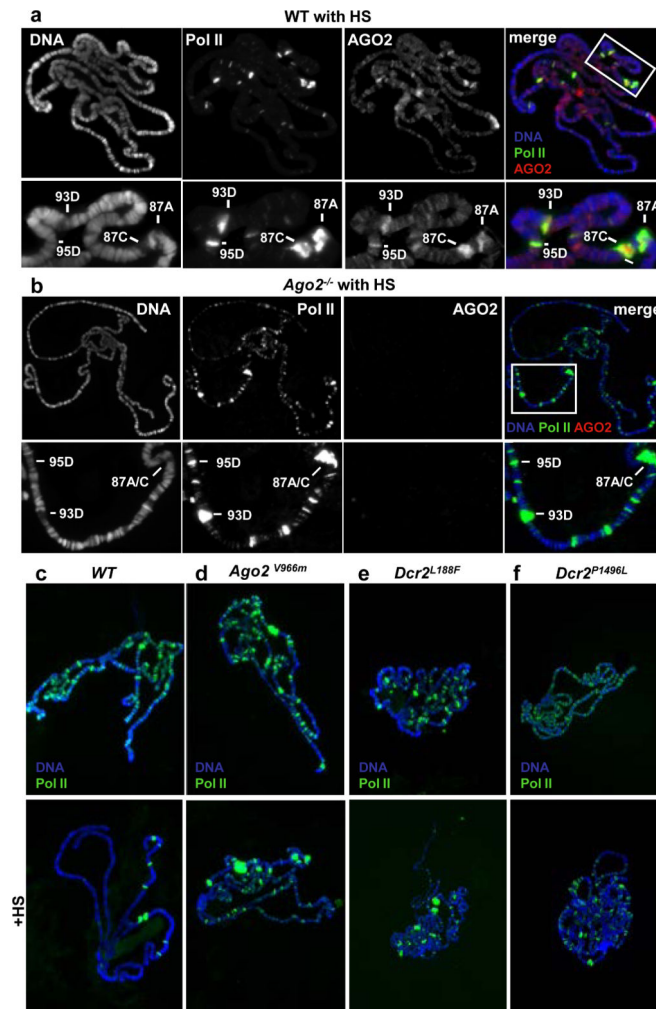 a WT with HS
DNA Pol II AGO2 merge
DNA
Pol II
AGO2
93D 87A 93D 87A 93D 87A 93D 87A
95D 87C 95D 87C 95D 87C 95D
b Ago2-/- with HS
DNA Pol II AGO2 merge
DNA Pol II AGO2
95D 95D 95D
87A/C 87A/C 87A/C
93D 93D 93D
c WT d Ago2 V966m e Dcr2L188F f Dcr2P1496L
DNA DNA DNA DNA
Pol II Pol II Pol II Pol II
+HS